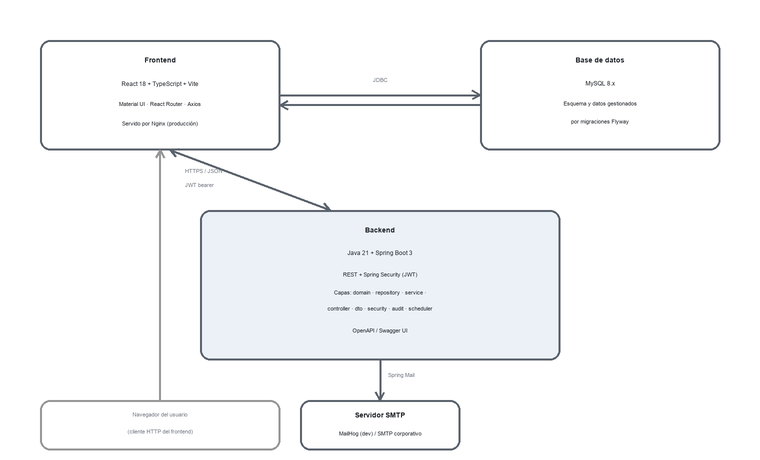 Frontend
React 18 + TypeScript + Vite
Material UI · React Router · Axios
Servido por Nginx (producción)
JDBC
Base de datos
MySQL 8.x
Esquema y datos gestionados
por migraciones Flyway
HTTPS / JSON
JWT bearer
Backend
Java 21 + Spring Boot 3
REST + Spring Security (JWT)
Capas: domain · repository · service ·
controller · dto · security · audit · scheduler
OpenAPI / Swagger UI
Spring Mail
Navegador del usuario
(cliente HTTP del frontend)
Servidor SMTP
MailHog (dev) / SMTP corporativo